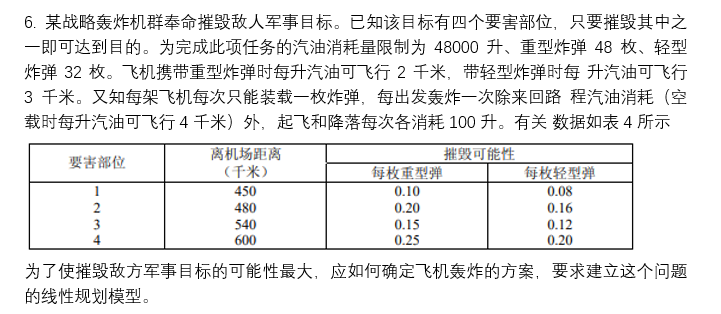 6. 某战略轰炸机群奉命摧毁敌人军事目标。已知该目标有四个要害部位，只要摧毁其中之
一即可达到目的。为完成此项任务的汽油消耗量限制为 48000 升、重型炸弹 48 枚、轻型
炸弹 32 枚。飞机携带重型炸弹时每升汽油可飞行 2 千米，带轻型炸弹时每 升汽油可飞行
3 千米。又知每架飞机每次只能装载一枚炸弹，每出发轰炸一次除来回路 程汽油消耗（空
载时每升汽油可飞行 4 千米）外，起飞和降落每次各消耗 100 升。有关 数据如表 4 所示
要害部位 离机场距离 摧毁可能性
（千米） 每枚重型弹 每枚轻型弹
1 450 0.10 0.08
2 480 0.20 0.16
3 540 0.15 0.12
4 600 0.25 0.20
为了使摧毁敌方军事目标的可能性最大，应如何确定飞机轰炸的方案，要求建立这个问题
的线性规划模型。